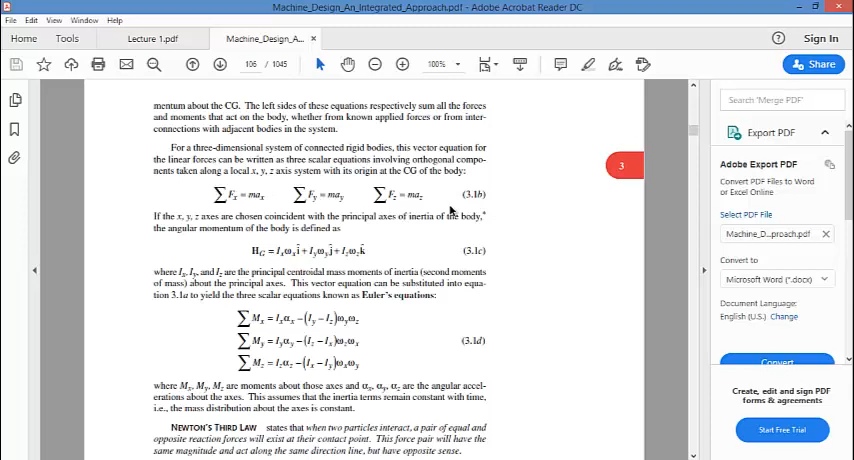 Machine_Design_An_Integrated_Approach.pdf - Adobe Acrobat Reader DC
File Edit View Window Help
Home Tools Lecture 1.pdf Machine_Design_A... × Sign In
106 / 1045 100% Share
mentum about the CG. The left sides of these equations respectively sum all the forces
and moments that act on the body, whether from known applied forces or from inter-
connections with adjacent bodies in the system.
For a three-dimensional system of connected rigid bodies, this vector equation for
the linear forces can be written as three scalar equations involving orthogonal compo-
nents taken along a local x, y, z axis system with its origin at the CG of the body:
∑ Fx = max ∑ Fy = may ∑ Fz = maz (3.1b)
If the x, y, z axes are chosen coincident with the principal axes of inertia of the body,*
the angular momentum of the body is defined as
HG = Ixωx î + Iyωy ĵ + Izωz k̂ (3.1c)
where Ix, Iy, and Iz are the principal centroidal mass moments of inertia (second moments
of mass) about the principal axes. This vector equation can be substituted into equa-
tion 3.1a to yield the three scalar equations known as Euler's equations:
∑ Mx = Ixαx − (Iy − Iz)ωyωz
∑ My = Iyαy − (Iz − Ix)ωzωx (3.1d)
∑ Mz = Izαz − (Ix − Iy)ωxωy
where Mx, My, Mz are moments about those axes and αx, αy, αz are the angular accel-
erations about the axes. This assumes that the inertia terms remain constant with time,
i.e., the mass distribution about the axes is constant.
NEWTON'S THIRD LAW states that when two particles interact, a pair of equal and
opposite reaction forces will exist at their contact point. This force pair will have the
same magnitude and act along the same direction line, but have opposite sense.
3
Search 'Merge PDF'
Export PDF
Adobe Export PDF
Convert PDF Files to Word
or Excel Online
Select PDF File
Machine_D...proach.pdf ×
Convert to
Microsoft Word (*.docx)
Document Language:
English (U.S.) Change
Convert
Create, edit and sign PDF
forms & agreements
Start Free Trial